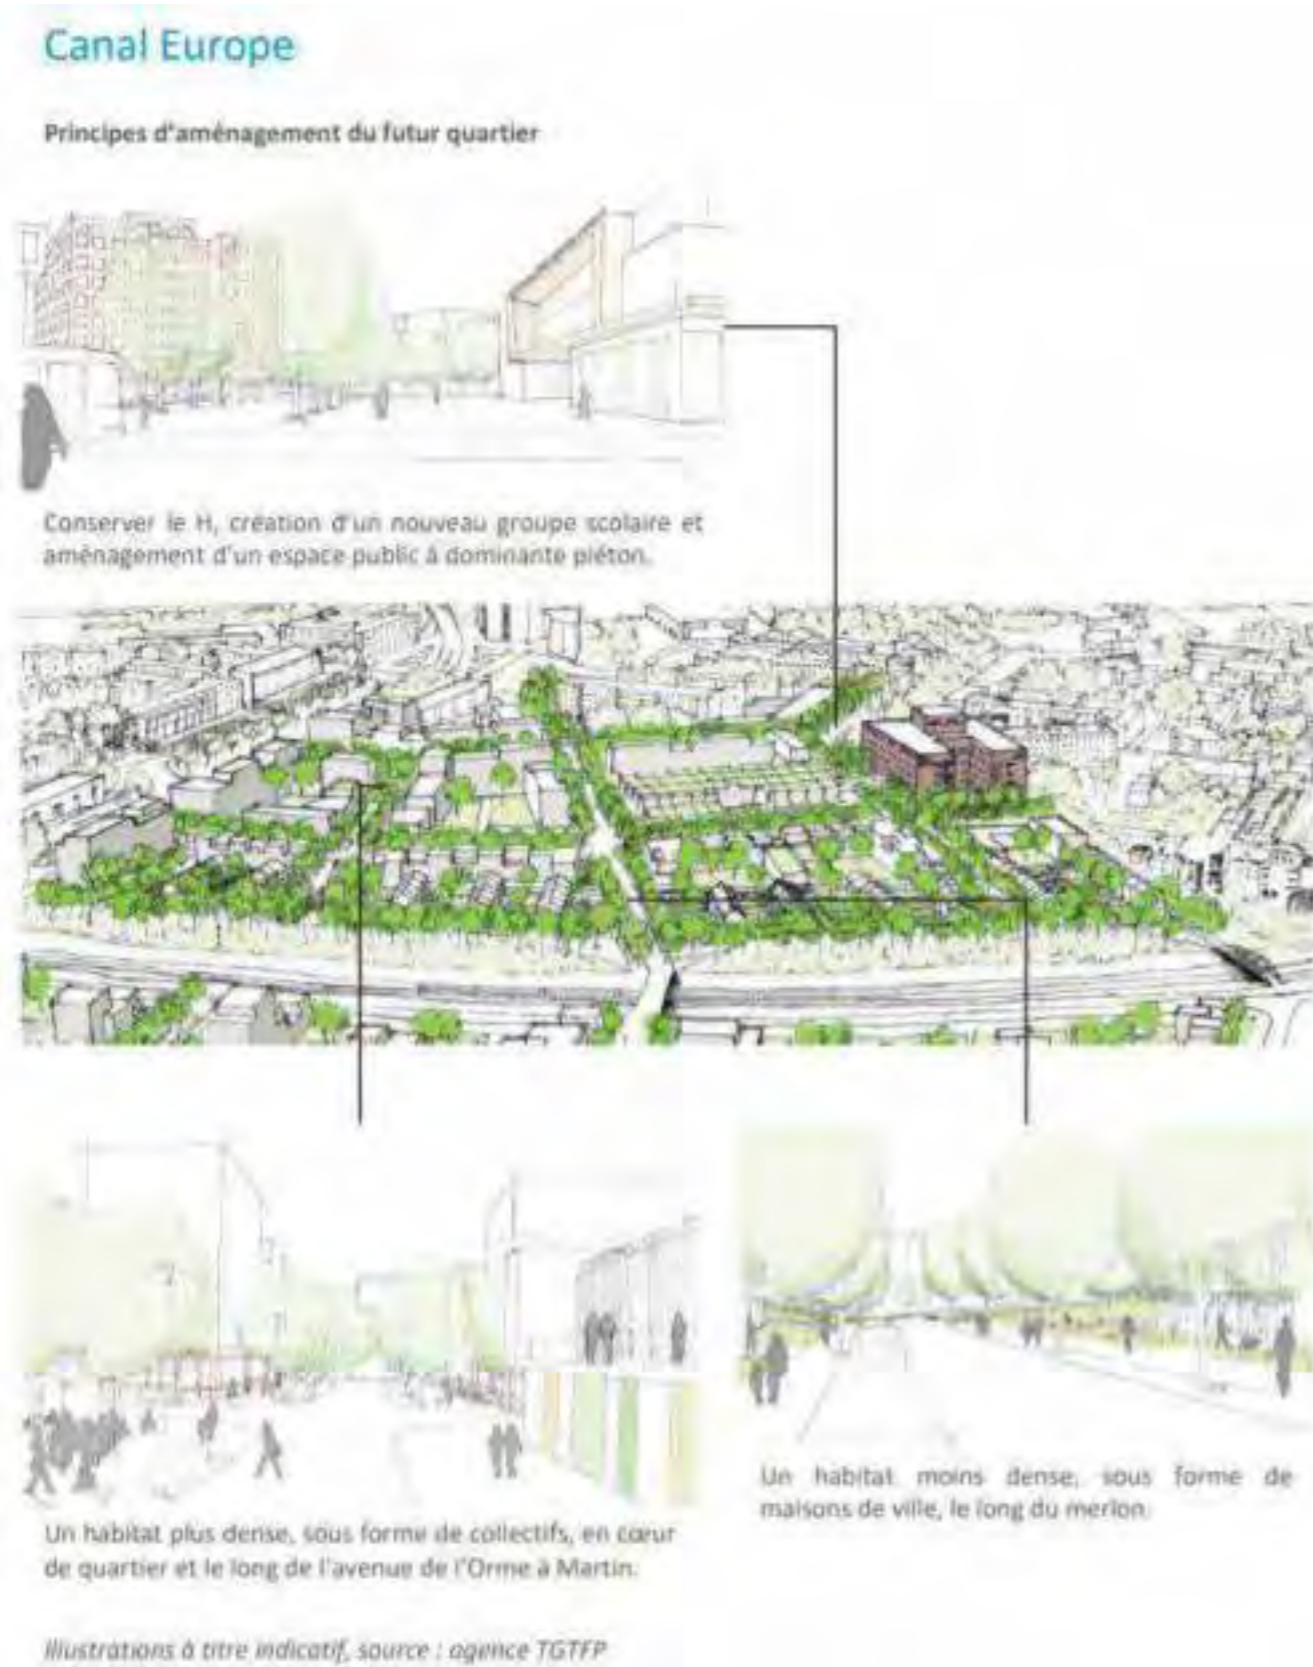 Canal Europe
Principes d'aménagement du futur quartier
Conserver le H, création d'un nouveau groupe scolaire et
aménagement d'un espace public à dominante piéton.
Un habitat moins dense, sous forme de
maisons de ville, le long du merlon.
Un habitat plus dense, sous forme de collectifs, en cœur
de quartier et le long de l'avenue de l'Orme à Martin.
Illustrations à titre indicatif, source : agence TGTFP